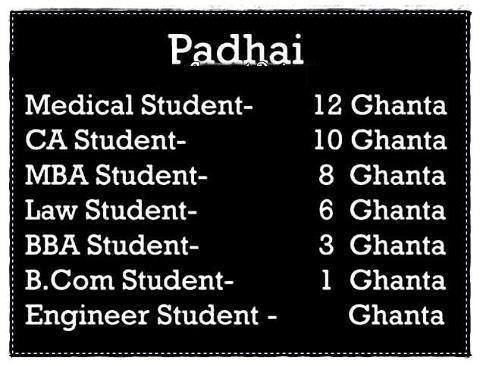 Padhai
Medical Student- 12 Ghanta
CA Student- 10 Ghanta
MBA Student- 8 Ghanta
Law Student- 6 Ghanta
BBA Student- 3 Ghanta
B.Com Student- 1 Ghanta
Engineer Student - Ghanta